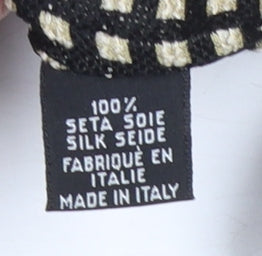 100%
SETA SOIE
SILK SEIDE
FABRIQUÉ EN
ITALIE
MADE IN ITALY